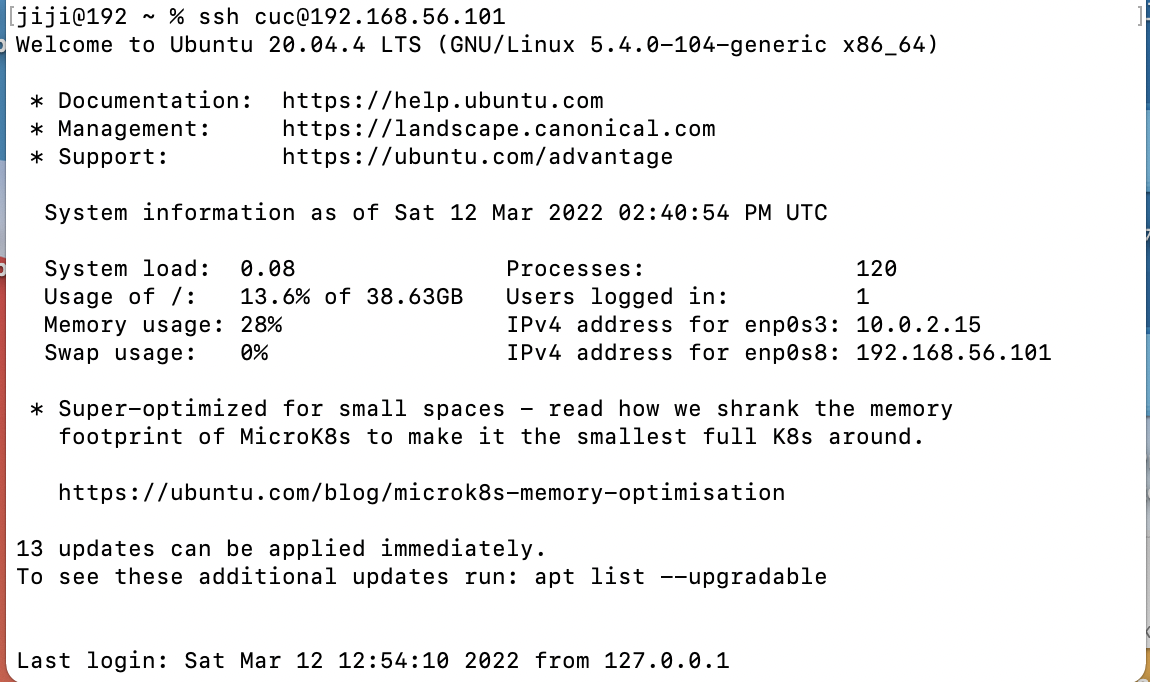 [jiji@192 ~ % ssh cuc@192.168.56.101 ]
Welcome to Ubuntu 20.04.4 LTS (GNU/Linux 5.4.0-104-generic x86_64)
* Documentation: https://help.ubuntu.com
* Management: https://landscape.canonical.com
* Support: https://ubuntu.com/advantage
System information as of Sat 12 Mar 2022 02:40:54 PM UTC
System load: 0.08 Processes: 120
Usage of /: 13.6% of 38.63GB Users logged in: 1
Memory usage: 28% IPv4 address for enp0s3: 10.0.2.15
Swap usage: 0% IPv4 address for enp0s8: 192.168.56.101
* Super-optimized for small spaces - read how we shrank the memory
footprint of MicroK8s to make it the smallest full K8s around.
https://ubuntu.com/blog/microk8s-memory-optimisation
13 updates can be applied immediately.
To see these additional updates run: apt list --upgradable
Last login: Sat Mar 12 12:54:10 2022 from 127.0.0.1